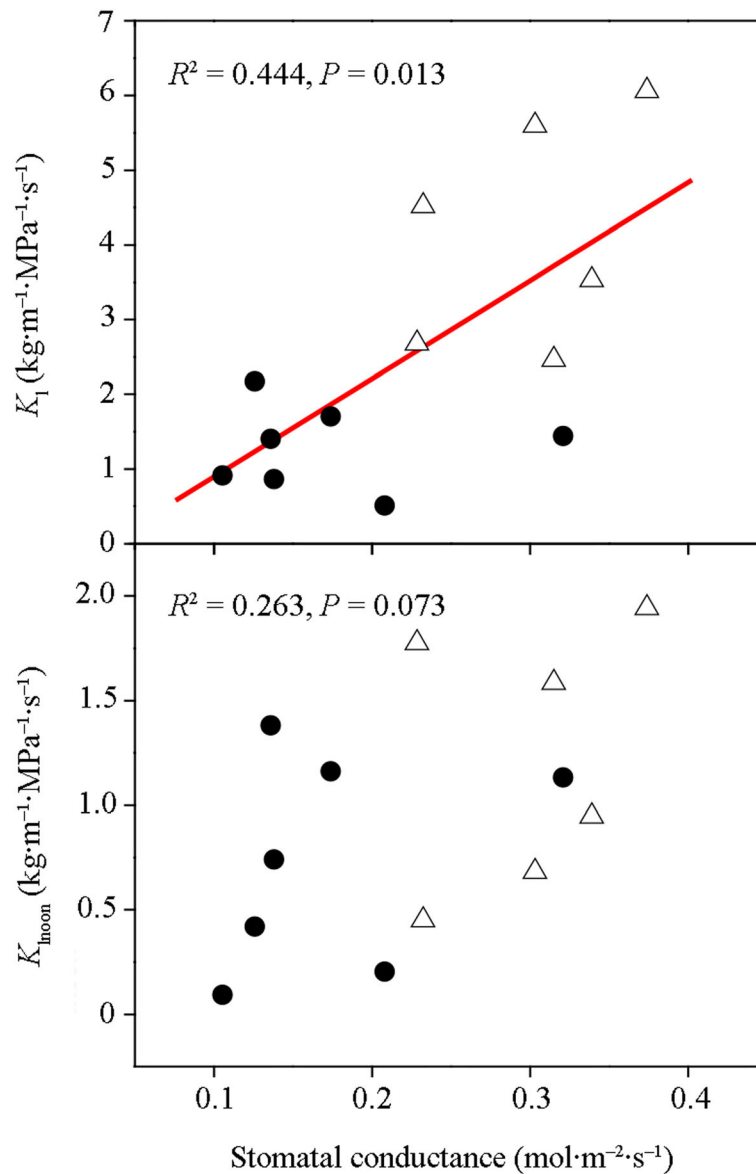 7
6
5
4
3
2
1
0
K₁ (kg·m⁻¹·MPa⁻¹·s⁻¹)
R² = 0.444, P = 0.013
2.0
1.5
1.0
0.5
0
Kₗₙₒₒₙ (kg·m⁻¹·MPa⁻¹·s⁻¹)
R² = 0.263, P = 0.073
0.1 0.2 0.3 0.4
Stomatal conductance (mol·m⁻²·s⁻¹)